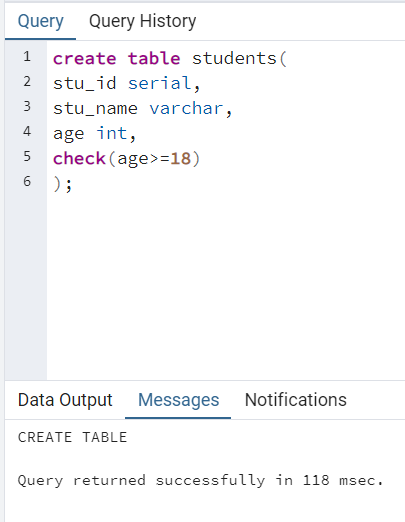 Query Query History
1 create table students(
2 stu_id serial,
3 stu_name varchar,
4 age int,
5 check(age>=18)
6 );
Data Output Messages Notifications
CREATE TABLE
Query returned successfully in 118 msec.